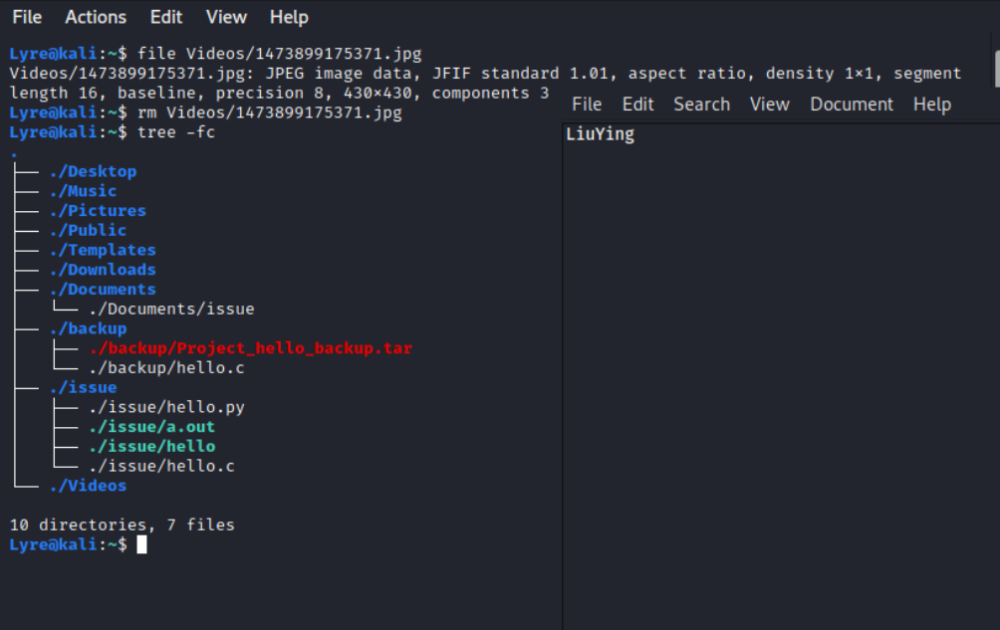 File Actions Edit View Help
Lyre@kali:~$ file Videos/1473899175371.jpg
Videos/1473899175371.jpg: JPEG image data, JFIF standard 1.01, aspect ratio, density 1×1, segment
length 16, baseline, precision 8, 430×430, components 3
Lyre@kali:~$ rm Videos/1473899175371.jpg
Lyre@kali:~$ tree -fc
.
├── ./Desktop
├── ./Music
├── ./Pictures
├── ./Public
├── ./Templates
├── ./Downloads
├── ./Documents
│   └── ./Documents/issue
├── ./backup
│   ├── ./backup/Project_hello_backup.tar
│   └── ./backup/hello.c
├── ./issue
│   ├── ./issue/hello.py
│   ├── ./issue/a.out
│   ├── ./issue/hello
│   └── ./issue/hello.c
└── ./Videos
10 directories, 7 files
Lyre@kali:~$
File Edit Search View Document Help
LiuYing